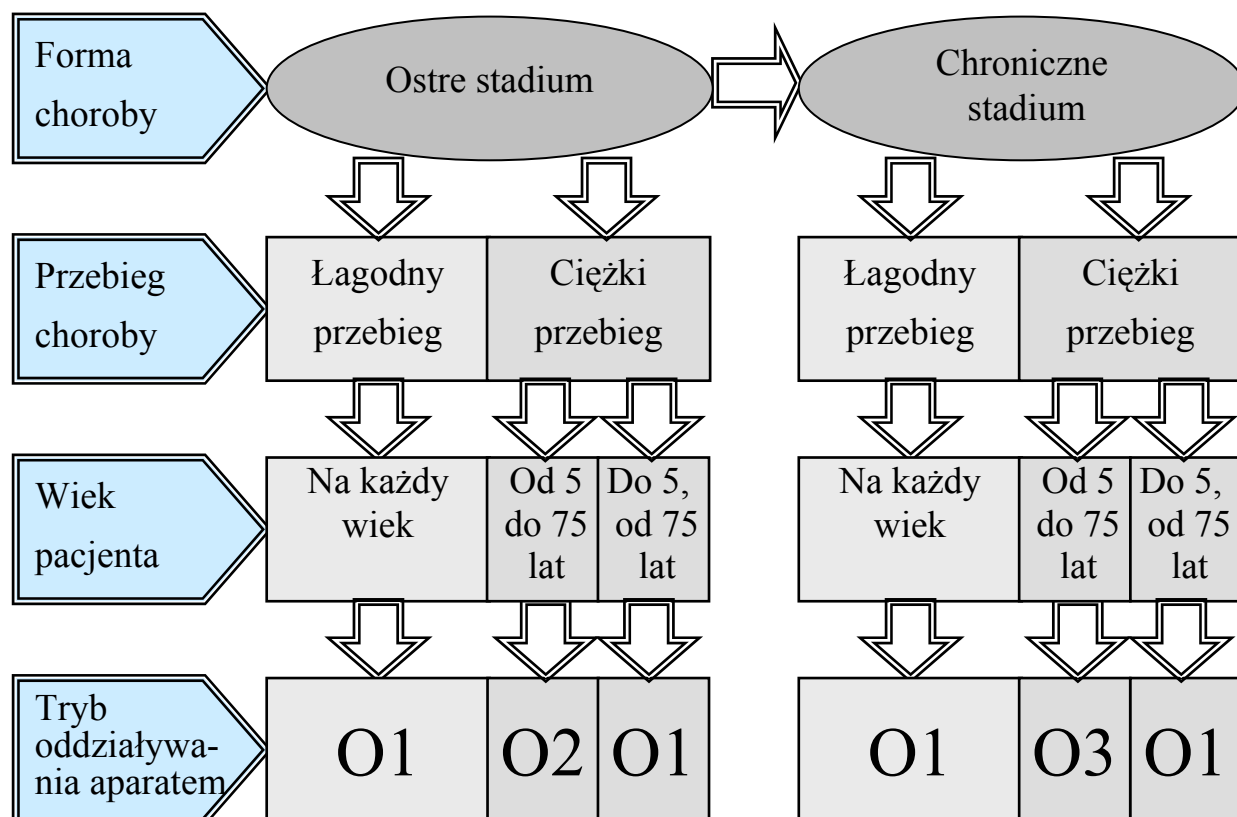 Forma
choroby
Ostre stadium
Chroniczne
stadium
Przebieg
choroby
Łagodny
przebieg
Ciężki
przebieg
Łagodny
przebieg
Ciężki
przebieg
Wiek
pacjenta
Na każdy
wiek
Od 5
do 75
lat
Do 5,
od 75
lat
Na każdy
wiek
Od 5
do 75
lat
Do 5,
od 75
lat
Tryb
oddziaływa-
nia aparatem
O1
O2
O1
O1
O3
O1